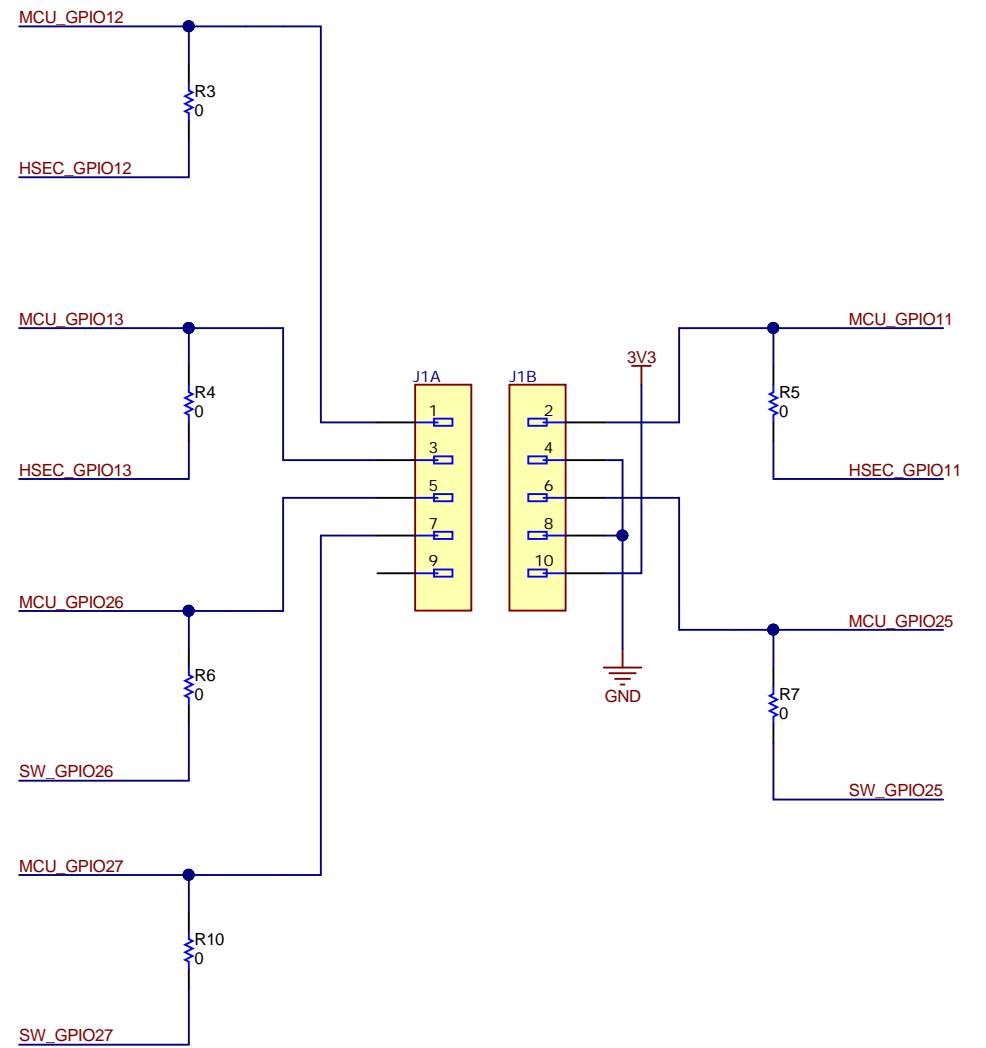 MCU_GPIO12
R3
0
HSEC_GPIO12
MCU_GPIO13
R4
0
HSEC_GPIO13
MCU_GPIO26
R6
0
SW_GPIO26
MCU_GPIO27
R10
0
SW_GPIO27
J1A
1
3
5
7
9
J1B
2
4
6
8
10
3V3
GND
MCU_GPIO11
R5
0
HSEC_GPIO11
MCU_GPIO25
R7
0
SW_GPIO25